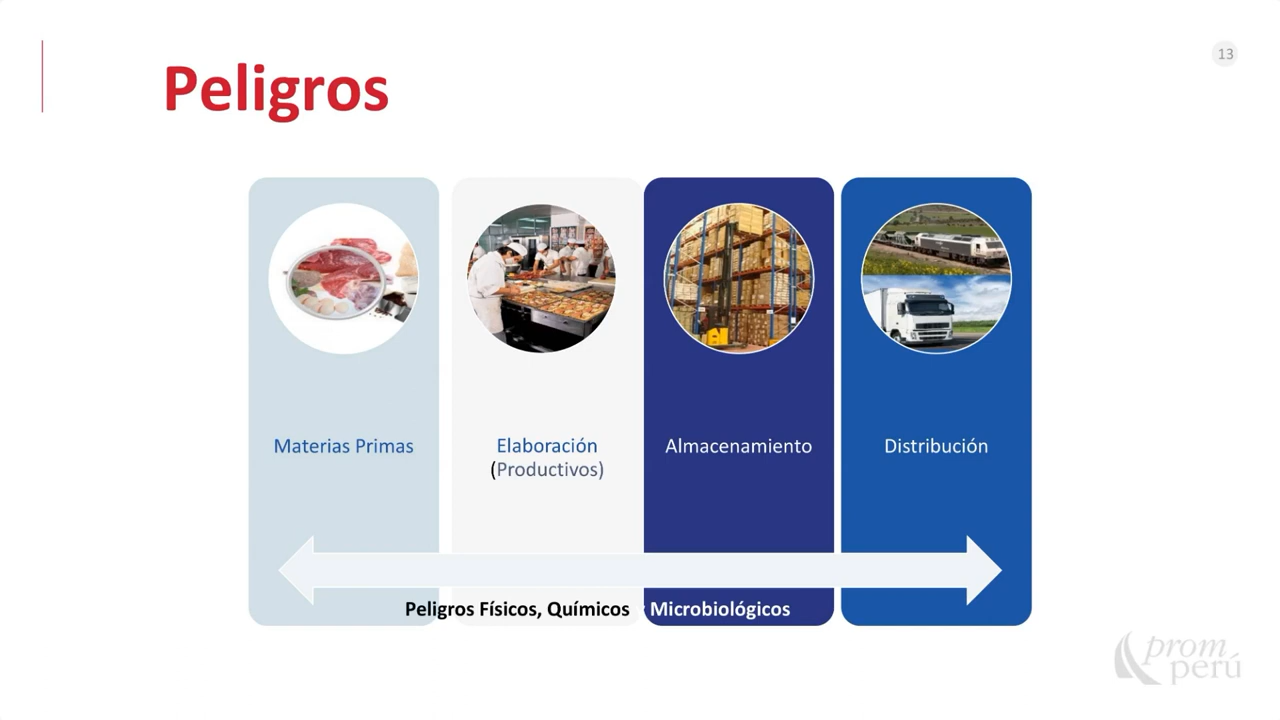 13
Peligros
Materias Primas
Elaboración
(Productivos)
Almacenamiento
Distribución
Peligros Físicos, Químicos y Microbiológicos
prom
perú